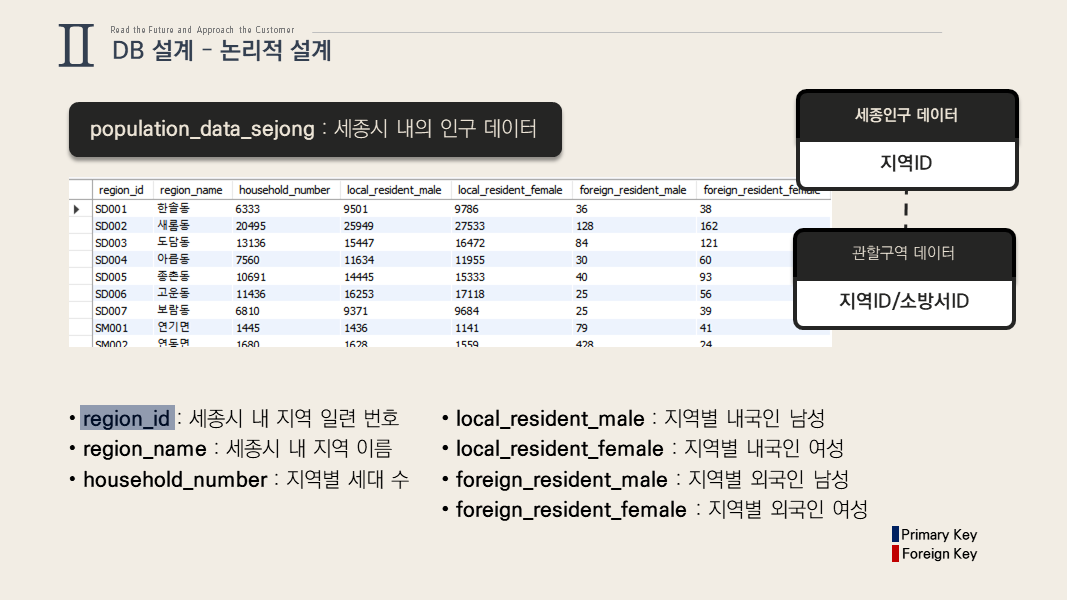 II
Read the Future and Approach the Customer
DB 설계 - 논리적 설계
population_data_sejong : 세종시 내의 인구 데이터
세종인구 데이터
지역ID
관할구역 데이터
지역ID/소방서ID
region_id region_name household_number local_resident_male local_resident_female foreign_resident_male foreign_resident_female
SD001 한솔동 6333 9501 9786 36 38
SD002 새롬동 20495 25949 27533 128 162
SD003 도담동 13136 15447 16472 84 121
SD004 아름동 7560 11634 11955 30 60
SD005 종촌동 10691 14445 15333 40 93
SD006 고운동 11436 16253 17118 25 56
SD007 보람동 6810 9371 9684 25 39
SM001 연기면 1445 1436 1141 79 41
SM002 연동면 1680 1628 1559 428 24
• region_id : 세종시 내 지역 일련 번호
• region_name : 세종시 내 지역 이름
• household_number : 지역별 세대 수
• local_resident_male : 지역별 내국인 남성
• local_resident_female : 지역별 내국인 여성
• foreign_resident_male : 지역별 외국인 남성
• foreign_resident_female : 지역별 외국인 여성
Primary Key
Foreign Key